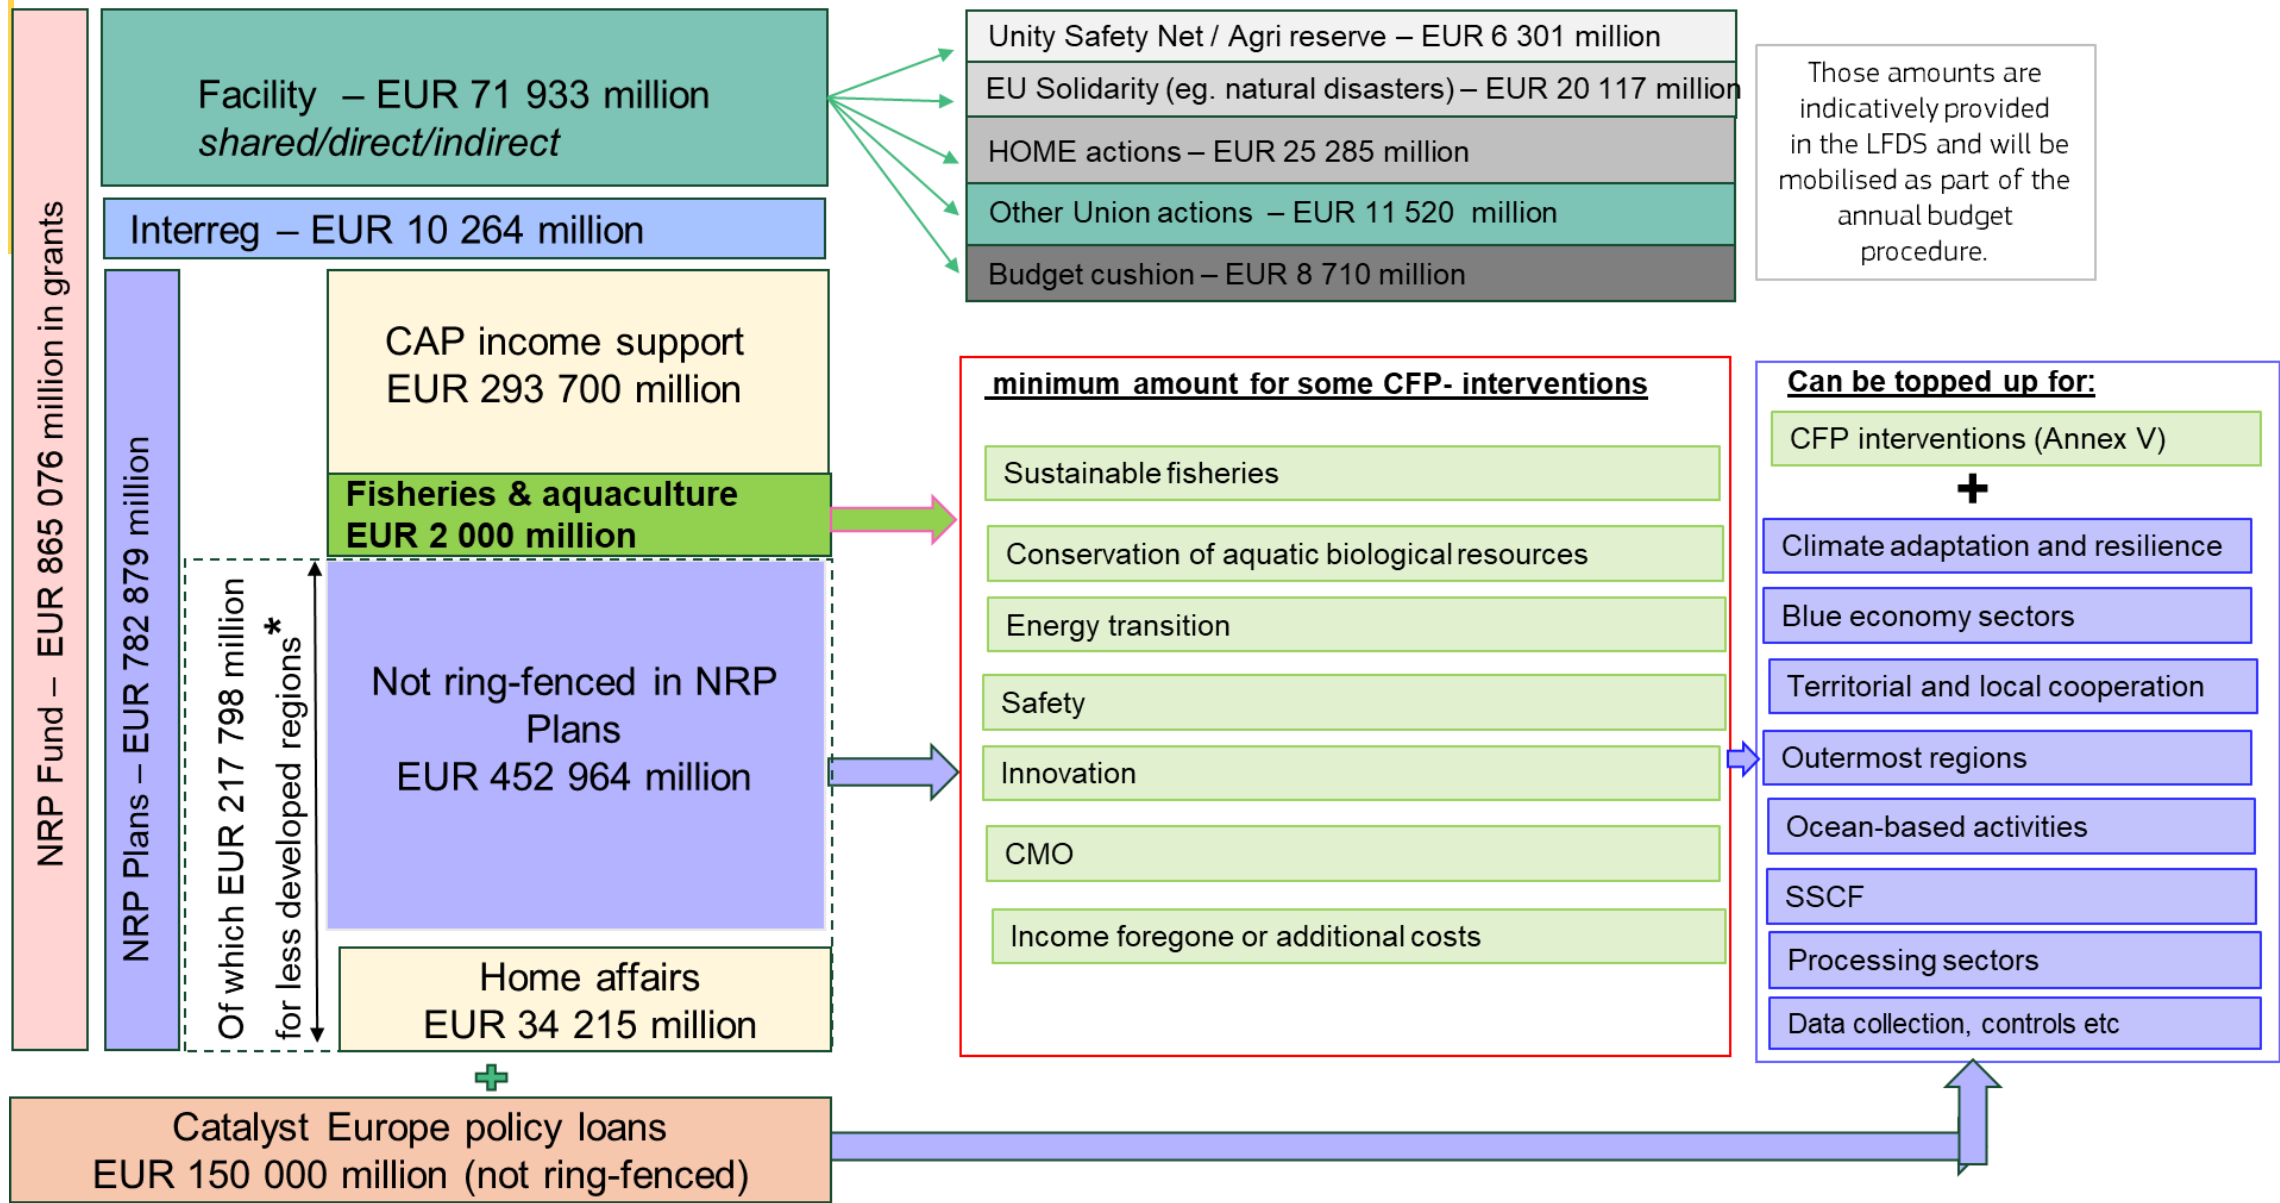 NRP Fund – EUR 865 076 million in grants
Facility – EUR 71 933 million
shared/direct/indirect
Unity Safety Net / Agri reserve – EUR 6 301 million
EU Solidarity (eg. natural disasters) – EUR 20 117 million
HOME actions – EUR 25 285 million
Other Union actions – EUR 11 520 million
Budget cushion – EUR 8 710 million
Those amounts are
indicatively provided
in the LFDS and will be
mobilised as part of the
annual budget
procedure.
Interreg – EUR 10 264 million
NRP Plans – EUR 782 879 million
CAP income support
EUR 293 700 million
Fisheries & aquaculture
EUR 2 000 million
Of which EUR 217 798 million
for less developed regions*
Not ring-fenced in NRP
Plans
EUR 452 964 million
Home affairs
EUR 34 215 million
+
Catalyst Europe policy loans
EUR 150 000 million (not ring-fenced)
minimum amount for some CFP- interventions
Sustainable fisheries
Conservation of aquatic biological resources
Energy transition
Safety
Innovation
CMO
Income foregone or additional costs
Can be topped up for:
CFP interventions (Annex V)
+
Climate adaptation and resilience
Blue economy sectors
Territorial and local cooperation
Outermost regions
Ocean-based activities
SSCF
Processing sectors
Data collection, controls etc